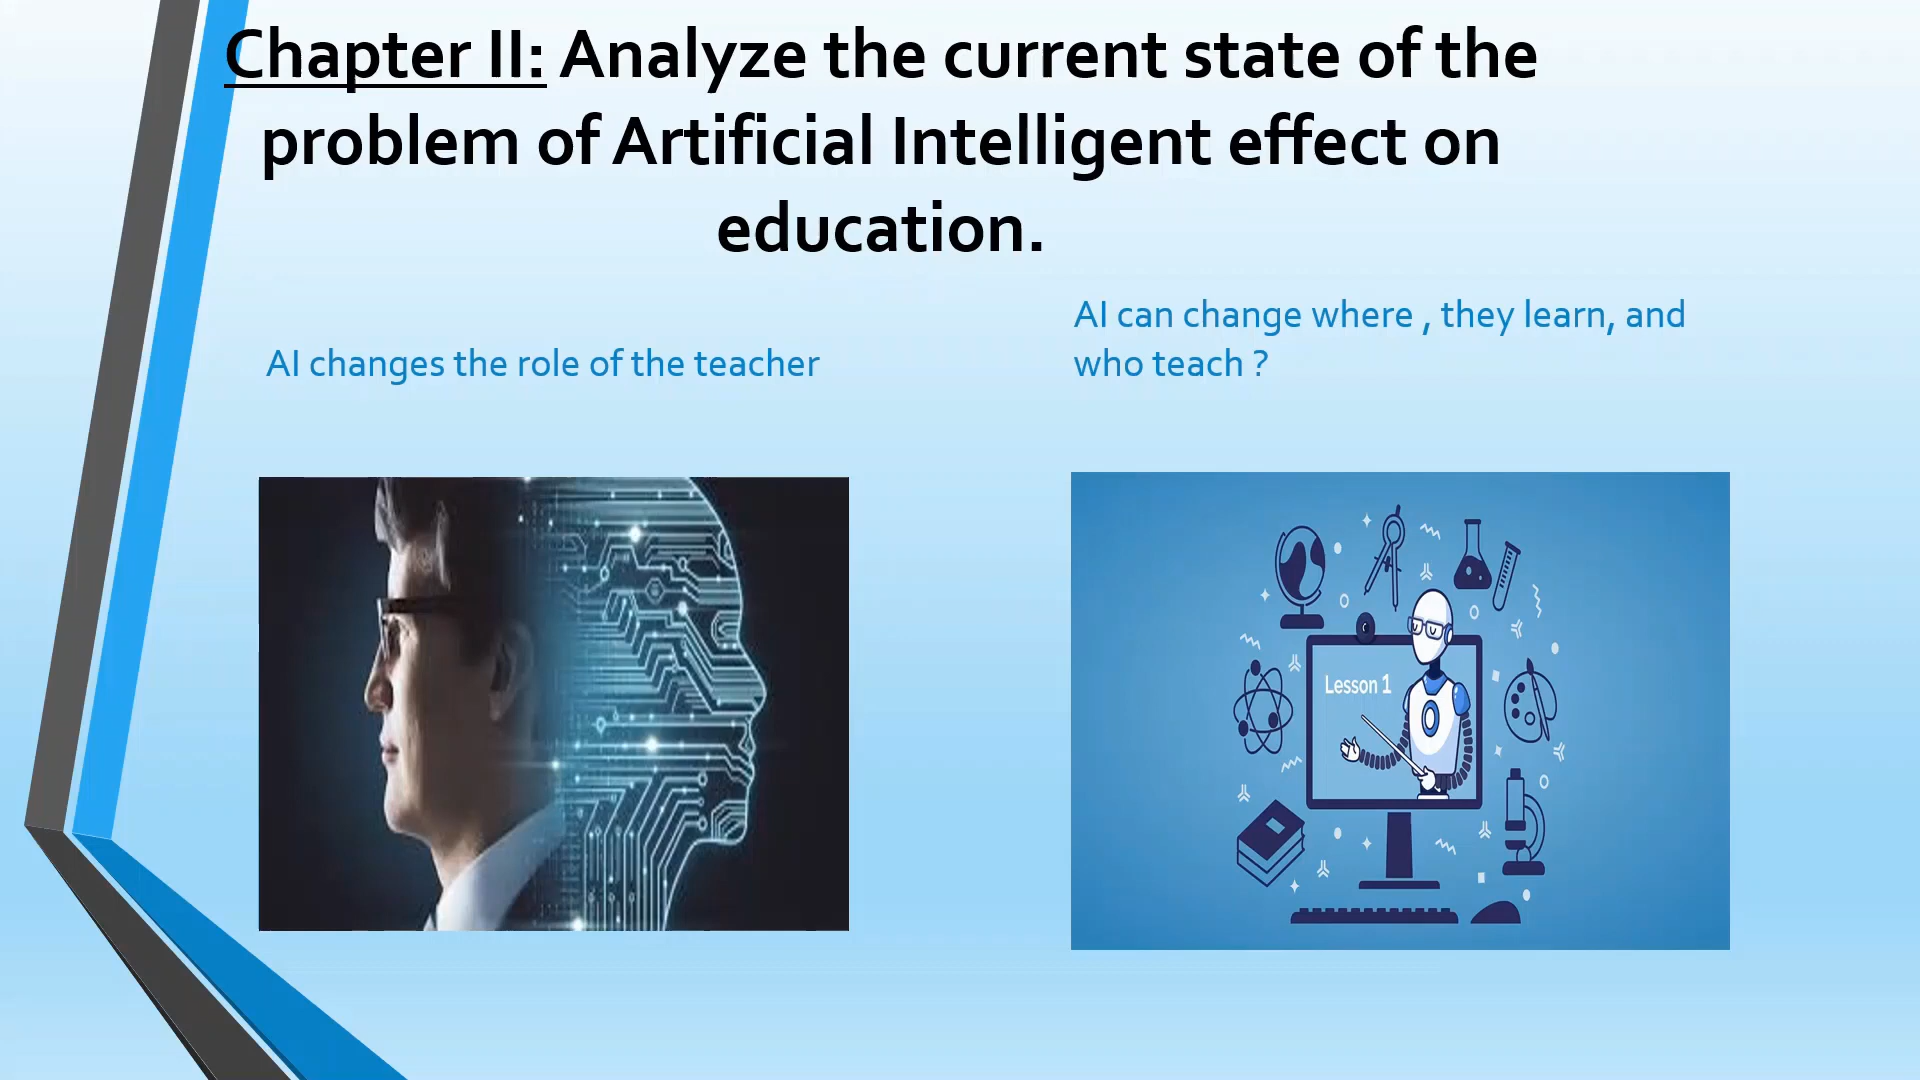 Chapter II: Analyze the current state of the
problem of Artificial Intelligent effect on
education.
AI changes the role of the teacher
AI can change where , they learn, and
who teach ?
Lesson 1